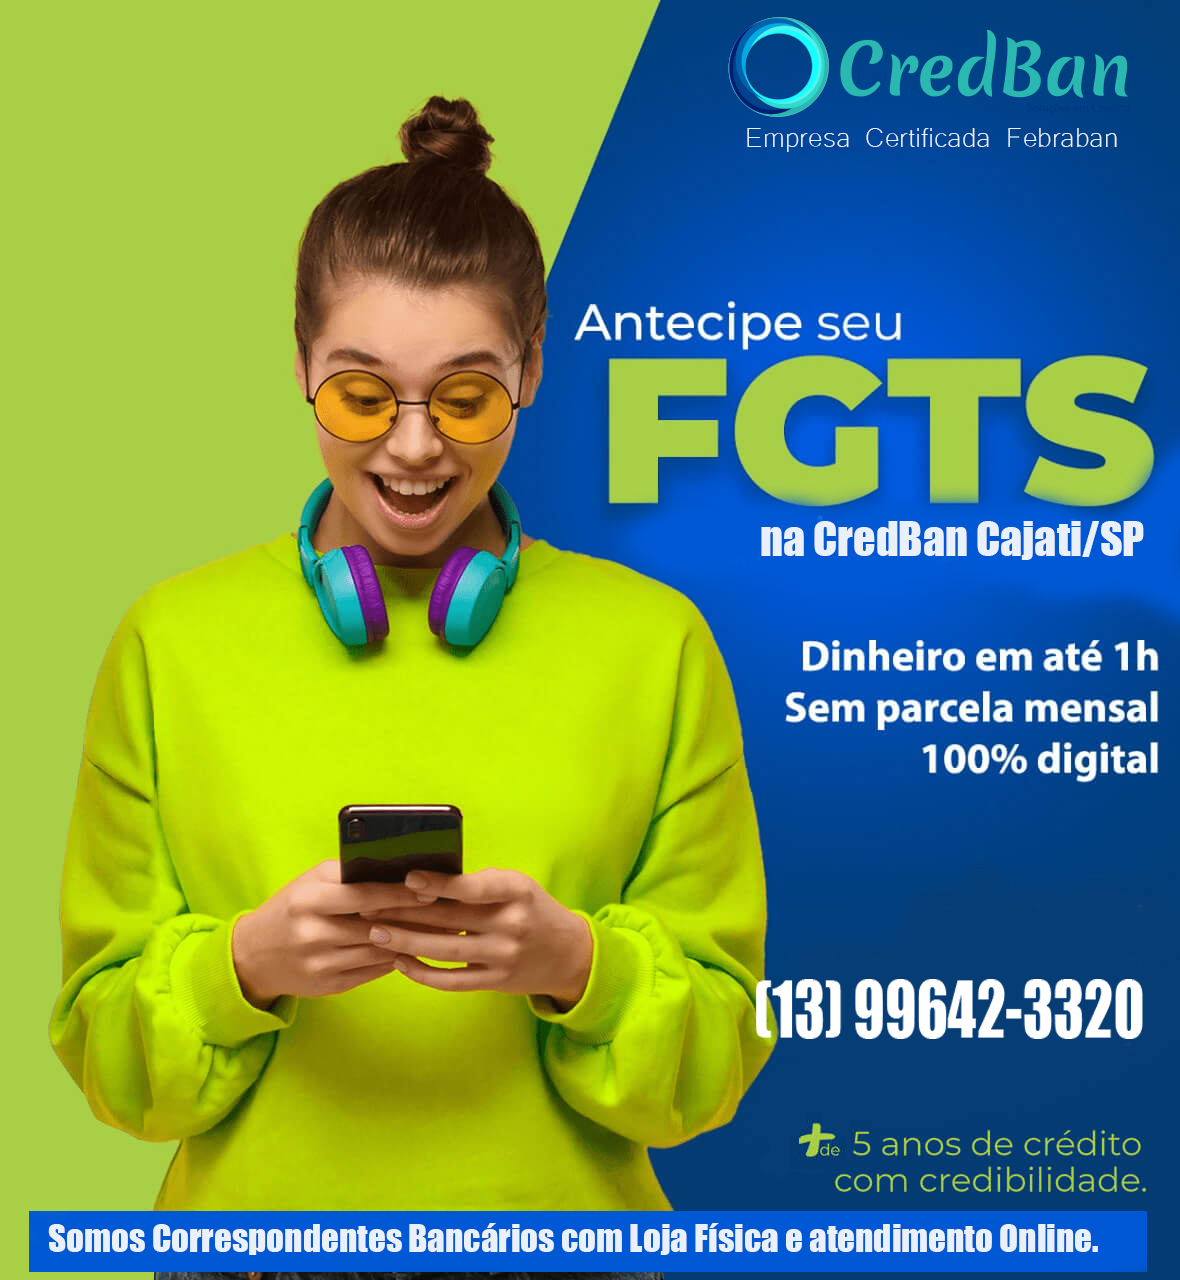 CredBan
Empresa Certificada Febraban
Antecipe seu
FGTS
na CredBan Cajati/SP
Dinheiro em até 1h
Sem parcela mensal
100% digital
(13) 99642-3320
+de 5 anos de crédito
com credibilidade.
Somos Correspondentes Bancários com Loja Física e atendimento Online.